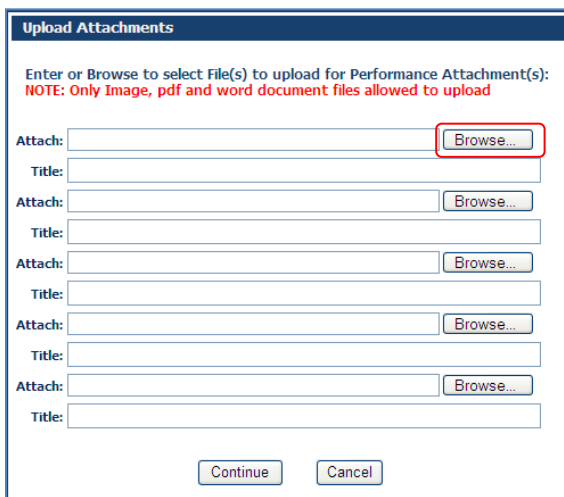 Upload Attachments
Enter or Browse to select File(s) to upload for Performance Attachment(s):
NOTE: Only Image, pdf and word document files allowed to upload
Attach: Browse...
Title:
Attach: Browse...
Title:
Attach: Browse...
Title:
Attach: Browse...
Title:
Attach: Browse...
Title:
Continue Cancel